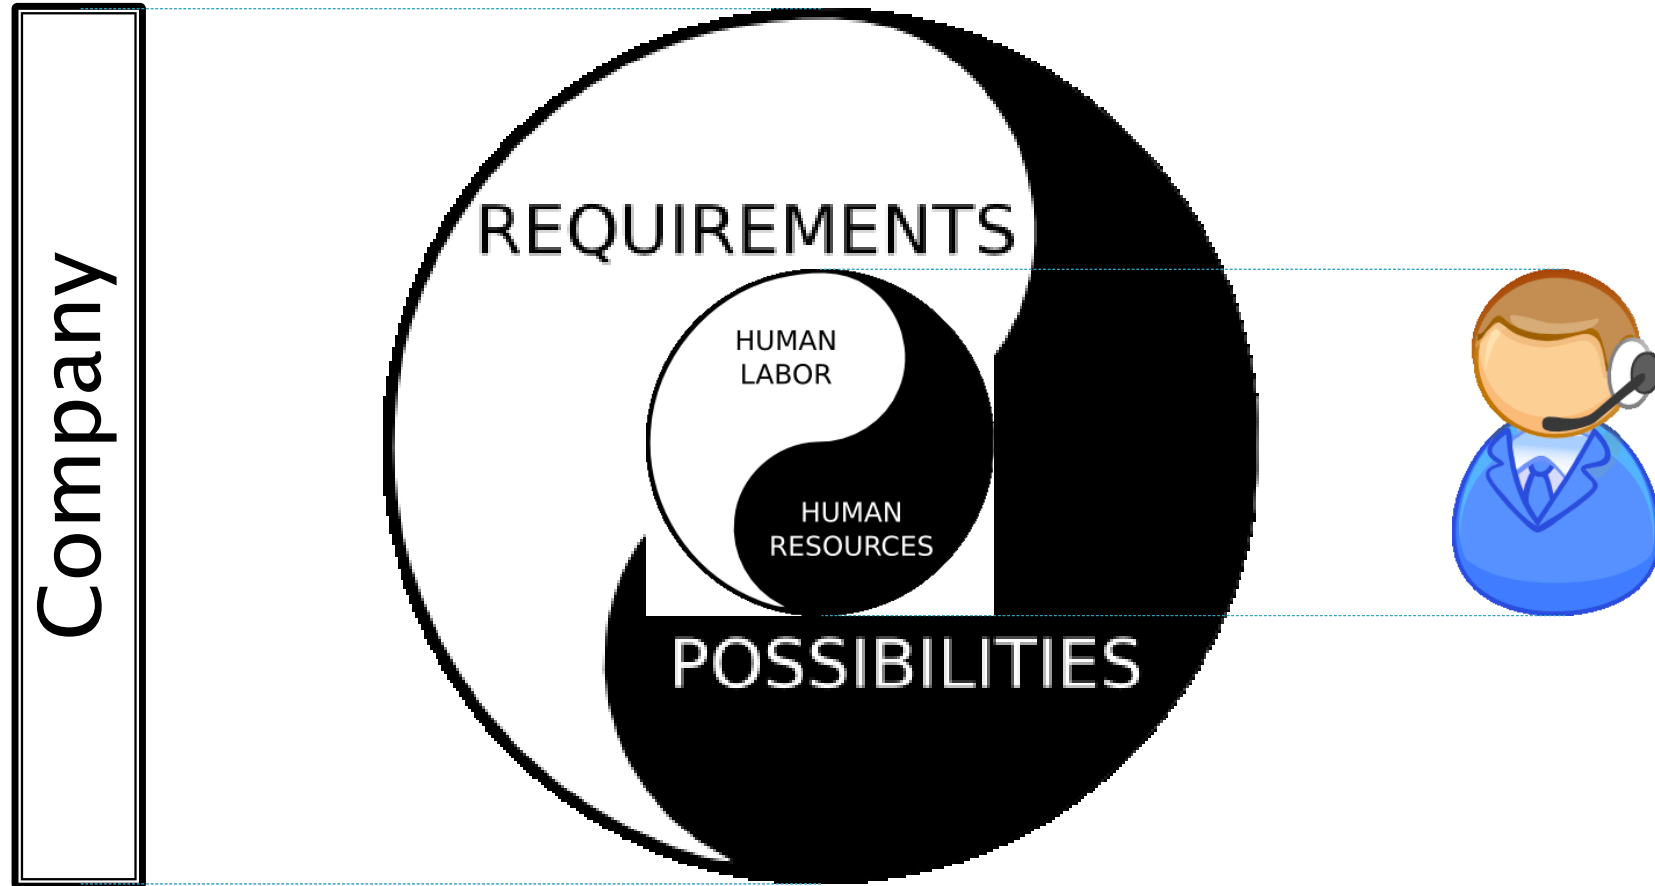 Company
REQUIREMENTS
HUMAN
LABOR
HUMAN
RESOURCES
POSSIBILITIES